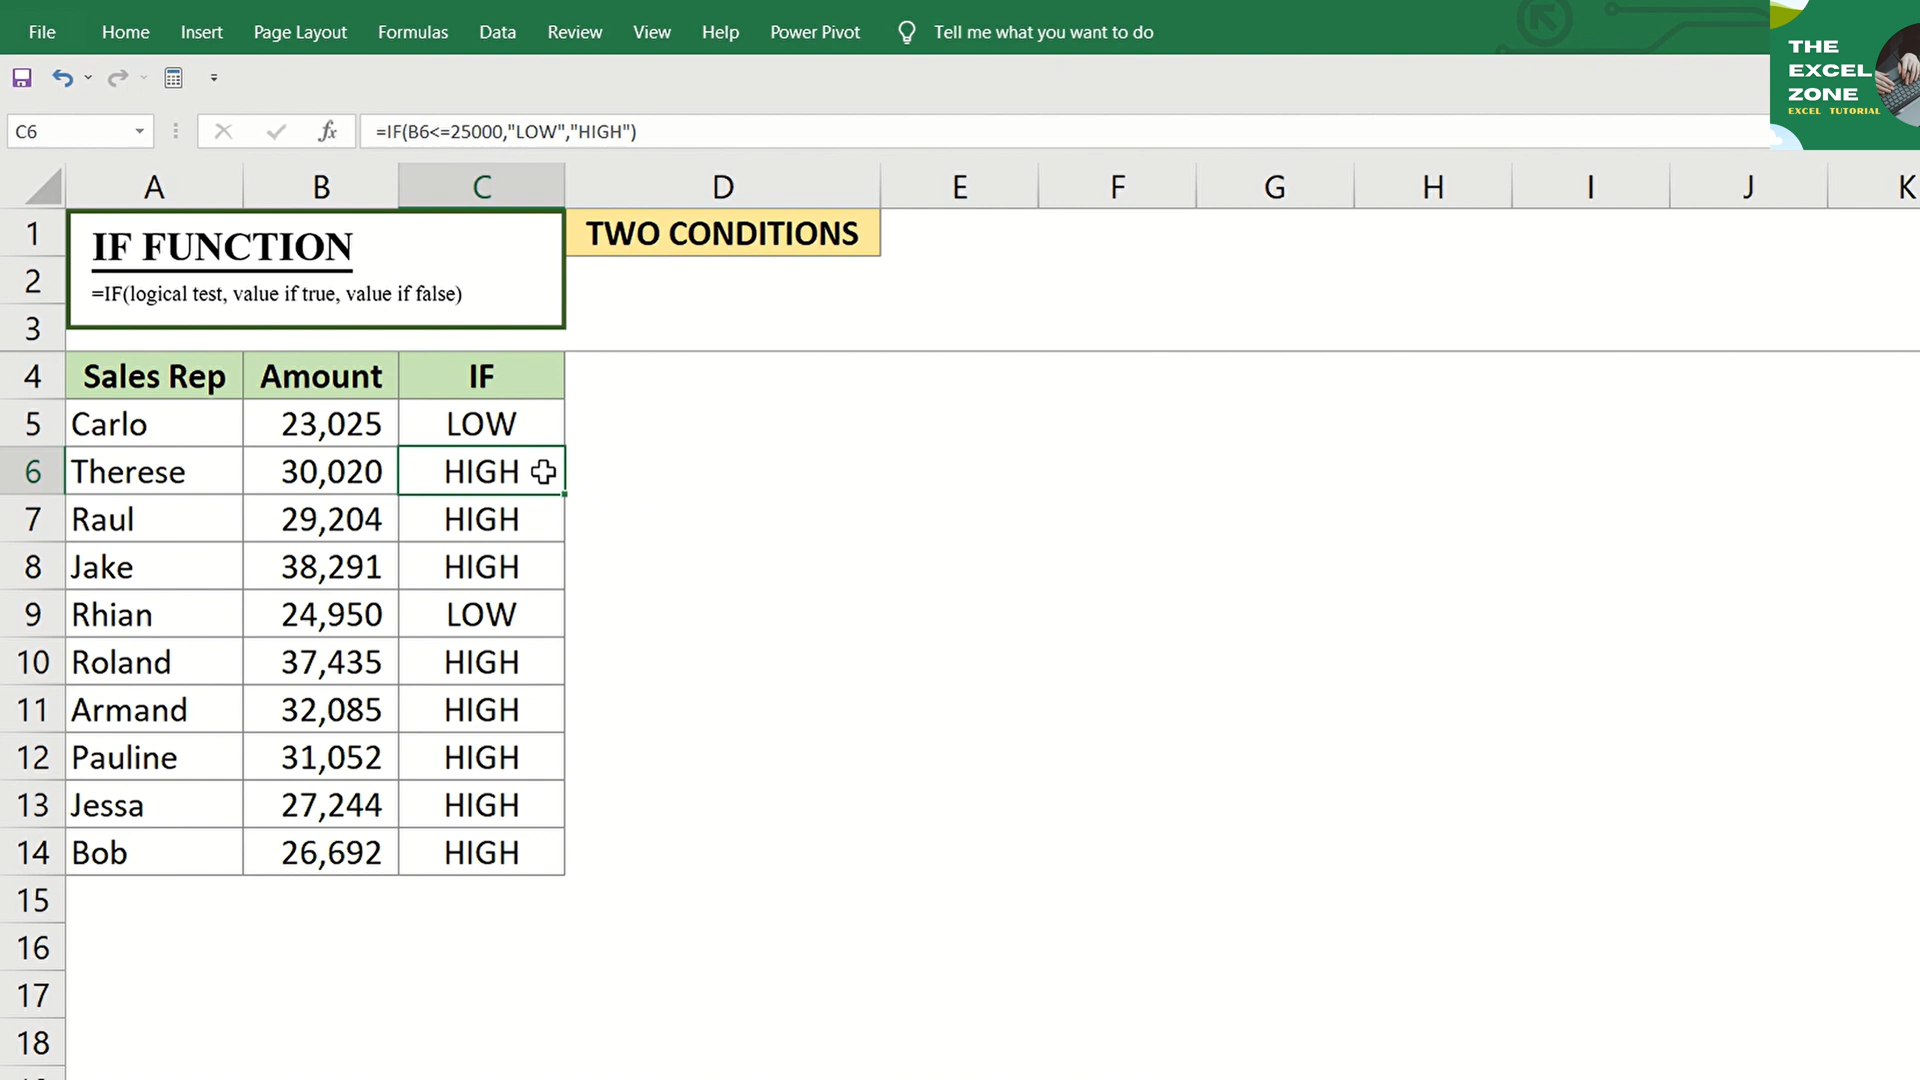 File Home Insert Page Layout Formulas Data Review View Help Power Pivot Tell me what you want to do
THE
EXCEL
ZONE
EXCEL TUTORIAL
C6 fx =IF(B6<=25000,"LOW","HIGH")
A B C D E F G H I J K
1 IF FUNCTION TWO CONDITIONS
2 =IF(logical test, value if true, value if false)
3
4 Sales Rep Amount IF
5 Carlo 23,025 LOW
6 Therese 30,020 HIGH
7 Raul 29,204 HIGH
8 Jake 38,291 HIGH
9 Rhian 24,950 LOW
10 Roland 37,435 HIGH
11 Armand 32,085 HIGH
12 Pauline 31,052 HIGH
13 Jessa 27,244 HIGH
14 Bob 26,692 HIGH
15
16
17
18